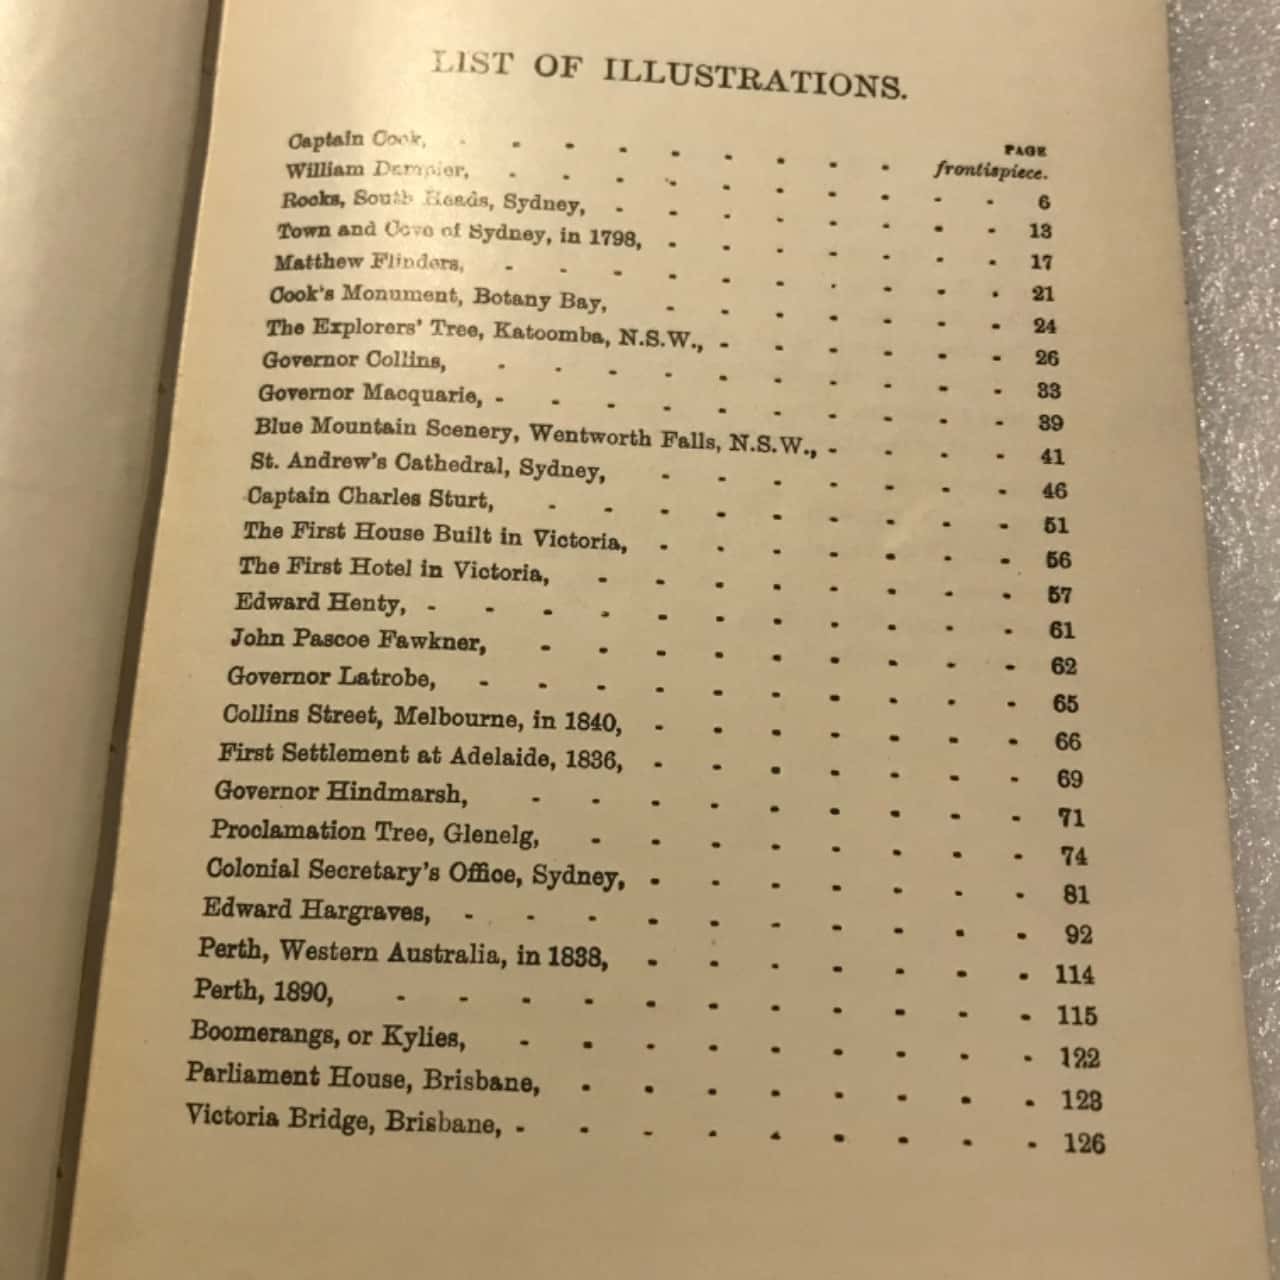 LIST OF ILLUSTRATIONS.
PAGE
Captain Cook, - - - - - - - - - frontispiece.
William Dampier, - - - - - - - - - - 6
Rocks, South Heads, Sydney, - - - - - - - - 13
Town and Cove of Sydney, in 1798, - - - - - - - 17
Matthew Flinders, - - - - - - - - - - 21
Cook's Monument, Botany Bay, - - - - - - - 24
The Explorers' Tree, Katoomba, N.S.W., - - - - - - 26
Governor Collins, - - - - - - - - - - 33
Governor Macquarie, - - - - - - - - - - 39
Blue Mountain Scenery, Wentworth Falls, N.S.W., - - - - 41
St. Andrew's Cathedral, Sydney, - - - - - - - 46
Captain Charles Sturt, - - - - - - - - - 51
The First House Built in Victoria, - - - - - - - 56
The First Hotel in Victoria, - - - - - - - - 57
Edward Henty, - - - - - - - - - - - 61
John Pascoe Fawkner, - - - - - - - - - 62
Governor Latrobe, - - - - - - - - - - 65
Collins Street, Melbourne, in 1840, - - - - - - - 66
First Settlement at Adelaide, 1836, - - - - - - - 69
Governor Hindmarsh, - - - - - - - - - 71
Proclamation Tree, Glenelg, - - - - - - - - 74
Colonial Secretary's Office, Sydney, - - - - - - - 81
Edward Hargraves, - - - - - - - - - - 92
Perth, Western Australia, in 1838, - - - - - - - 114
Perth, 1890, - - - - - - - - - - - 115
Boomerangs, or Kylies, - - - - - - - - - 122
Parliament House, Brisbane, - - - - - - - - 123
Victoria Bridge, Brisbane, - - - - - - - - - 126